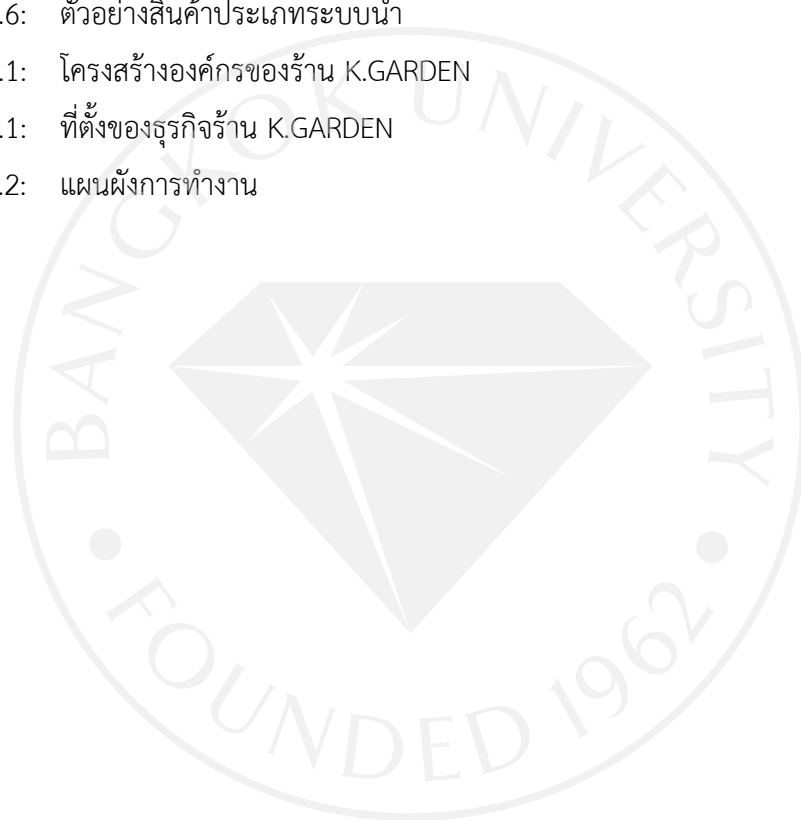 .6: ตัวอย่างสินค้าประเภทระบบน้ำ
.1: โครงสร้างองค์กรของร้าน K.GARDEN
.1: ที่ตั้งของธุรกิจร้าน K.GARDEN
.2: แผนผังการทำงาน
BANGKOK UNIVERSITY
• FOUNDED 1962 •